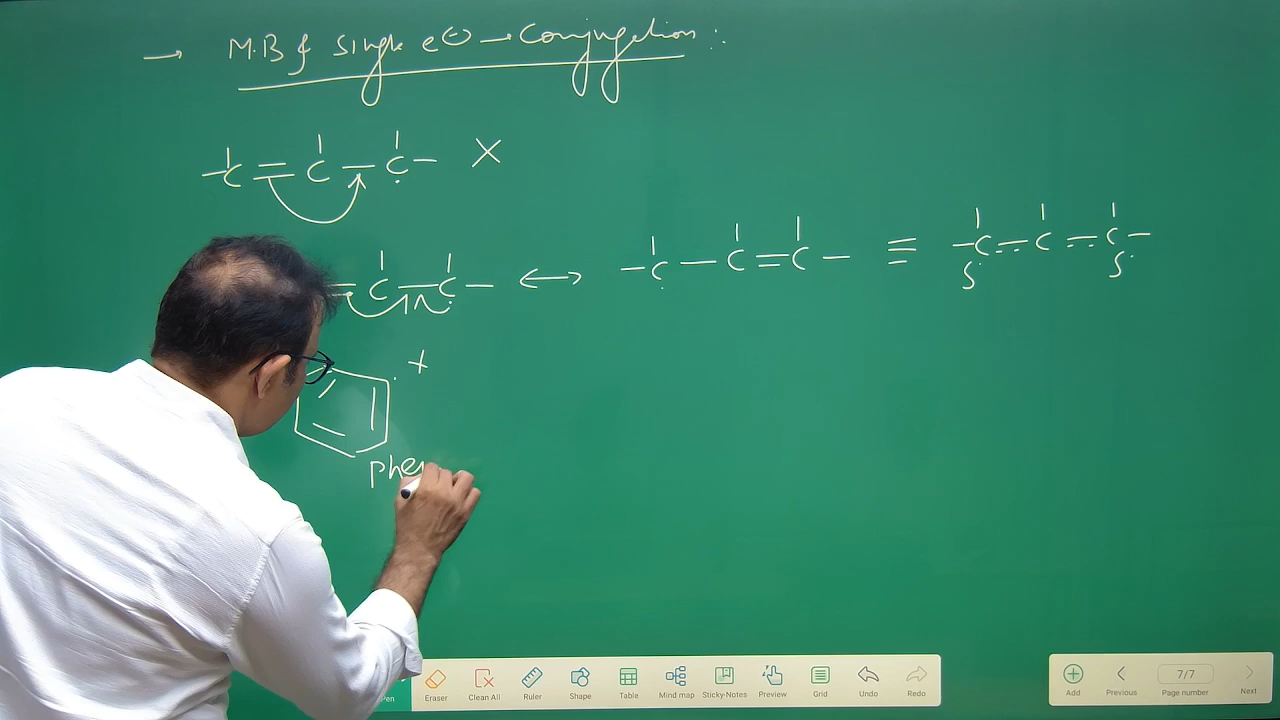 → M.B & single e⊖ → Conjugation :.
-C = C - C - X
C - C - ⟷ - C - C = C - ≡ - C --- C --- C -
S. S.
+
phe
Pen Eraser Clean All Ruler Shape Table Mind map Sticky-Notes Preview Grid Undo Redo Add Previous 7/7 Page number Next